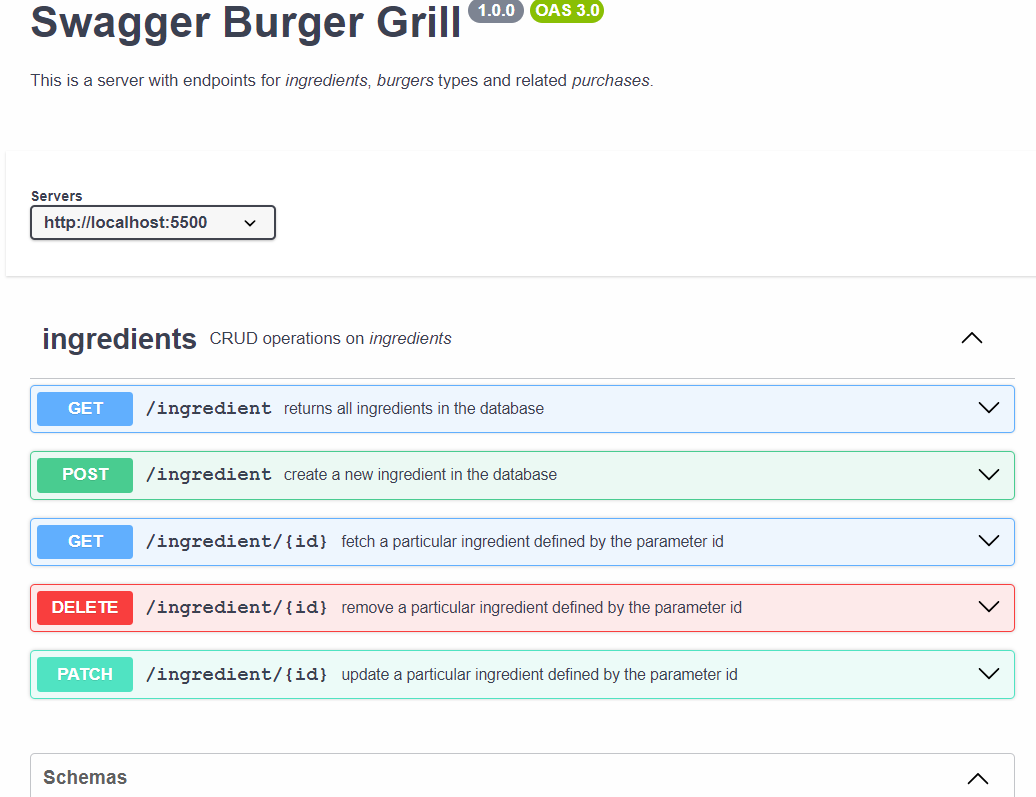 Swagger Burger Grill 1.0.0 OAS 3.0
This is a server with endpoints for ingredients, burgers types and related purchases.
Servers
http://localhost:5500
ingredients CRUD operations on ingredients
GET /ingredient returns all ingredients in the database
POST /ingredient create a new ingredient in the database
GET /ingredient/{id} fetch a particular ingredient defined by the parameter id
DELETE /ingredient/{id} remove a particular ingredient defined by the parameter id
PATCH /ingredient/{id} update a particular ingredient defined by the parameter id
Schemas